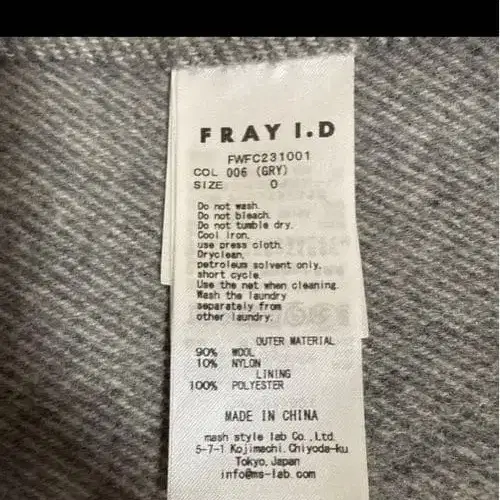 FRAY I.D
FWFC231001
COL 006 (GRY)
SIZE 0
Do not wash.
Do not bleach.
Do not tumble dry.
Cool iron.
use press cloth.
Dryclean.
petroleum solvent only.
short cycle.
Use the net when cleaning.
Wash the laundry
separately from
other laundry.
OUTER MATERIAL
90% WOOL
10% NYLON
LINING
100% POLYESTER
MADE IN CHINA
mash style lab Co.,Ltd.
5-7-1 Kojimachi.Chiyoda-ku
Tokyo,Japan
info@ms-lab.com